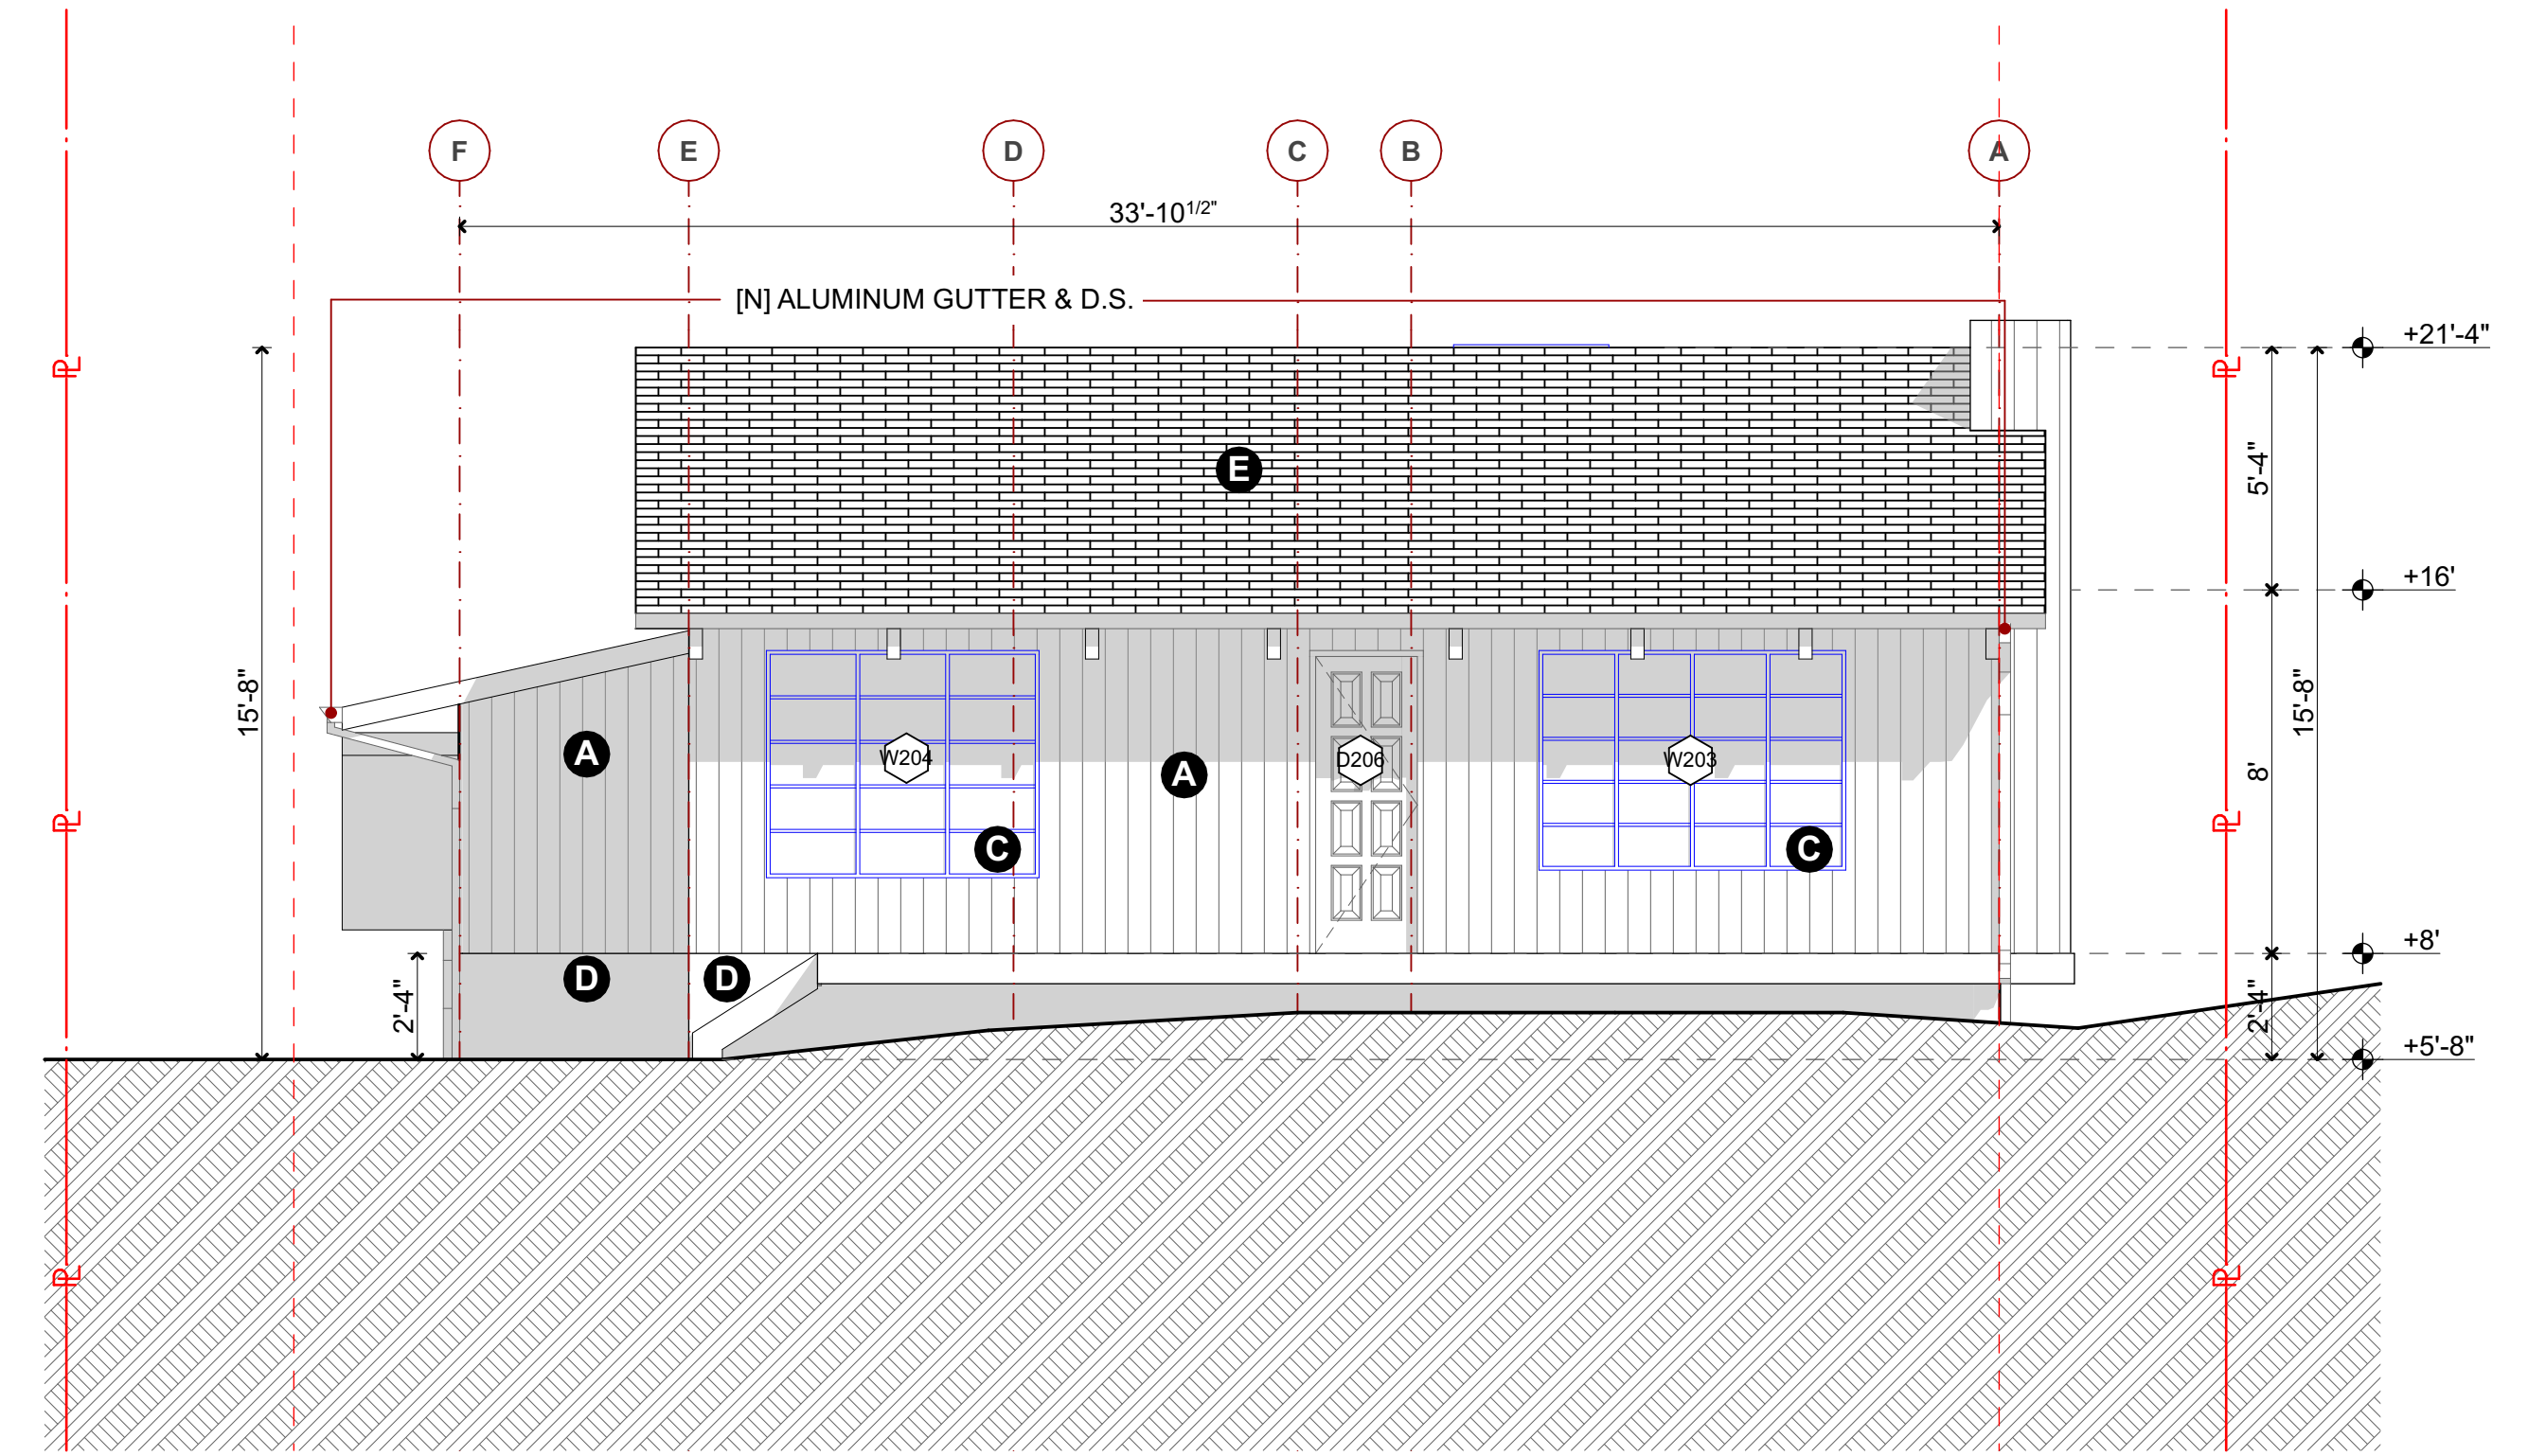 F E D C B A
33'-10 1/2"
[N] ALUMINUM GUTTER & D.S.
+21'-4"
PL PL
E
5'-4"
+16'
15'-8"
15'-8"
A
W204
A
D206
W203
8'
PL PL
C
C
+8'
D
D
2'-4"
2'-4"
+5'-8"
PL PL